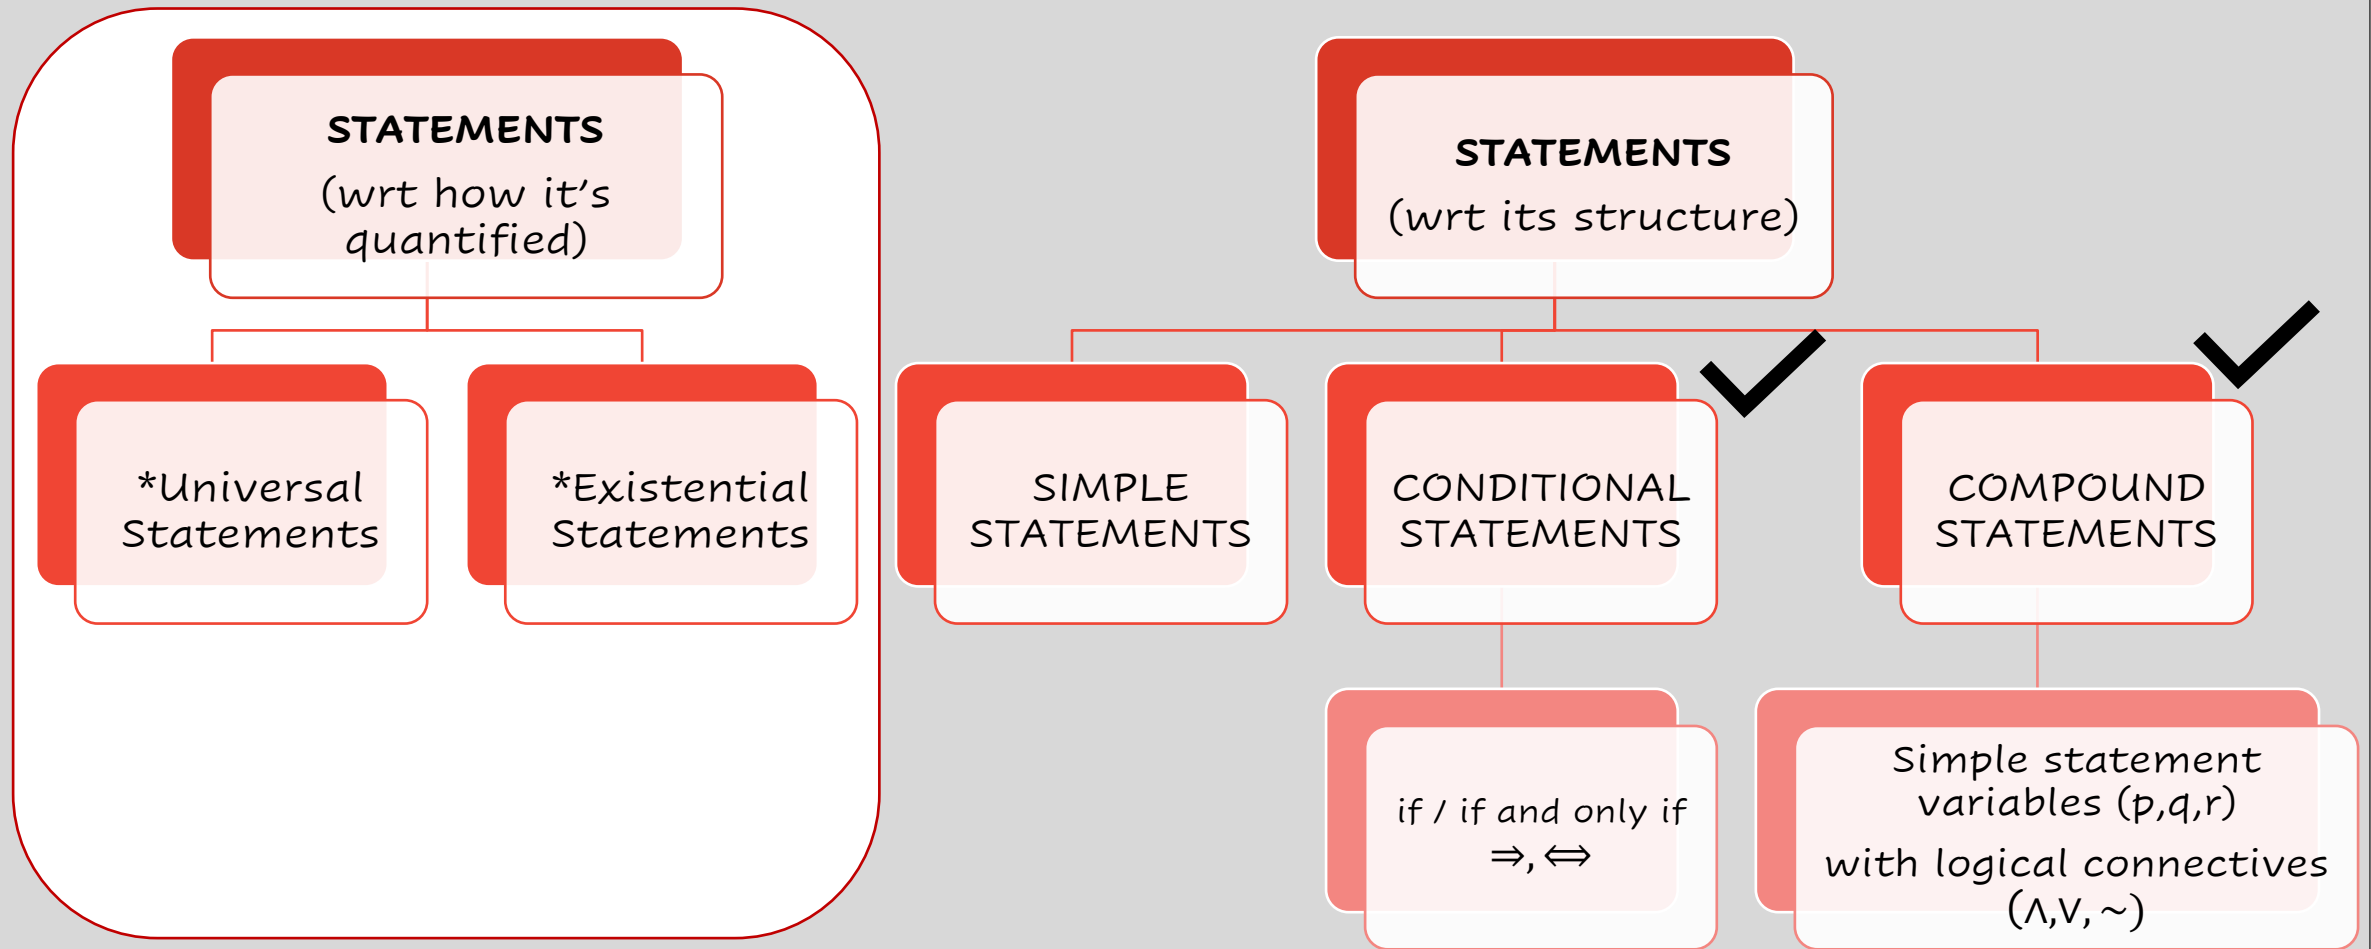 STATEMENTS
(wrt how it's
quantified)
*Universal
Statements
*Existential
Statements
STATEMENTS
(wrt its structure)
SIMPLE
STATEMENTS
CONDITIONAL
STATEMENTS
COMPOUND
STATEMENTS
if / if and only if
⇒, ⟺
Simple statement
variables (p,q,r)
with logical connectives
(∧,∨, ~)